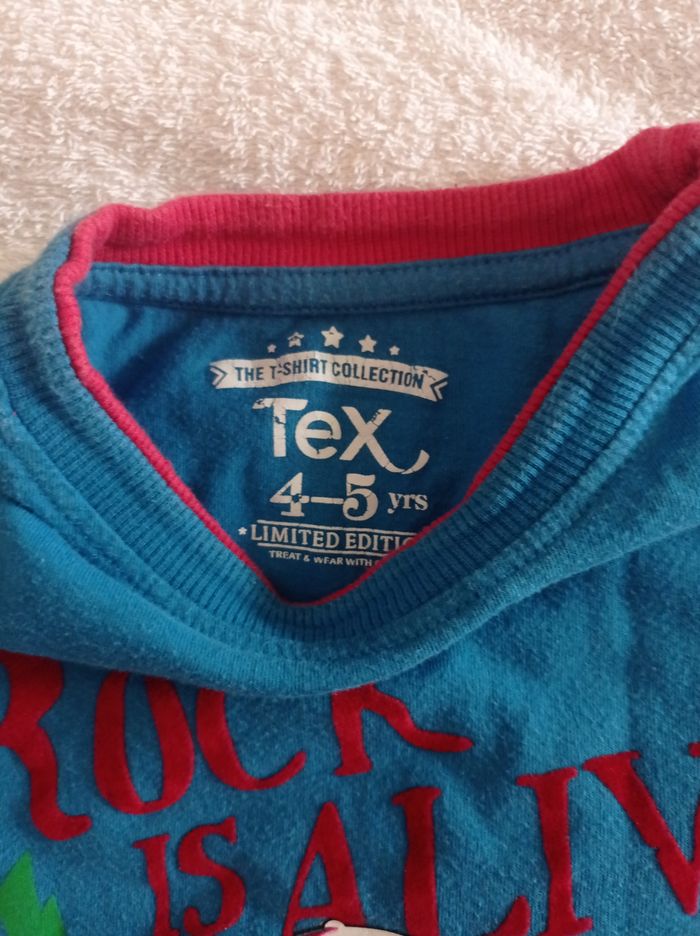 THE T-SHIRT COLLECTION
Tex
4-5 yrs
LIMITED EDITIO
TREAT & WEAR WITH
ROCK
IS ALIV